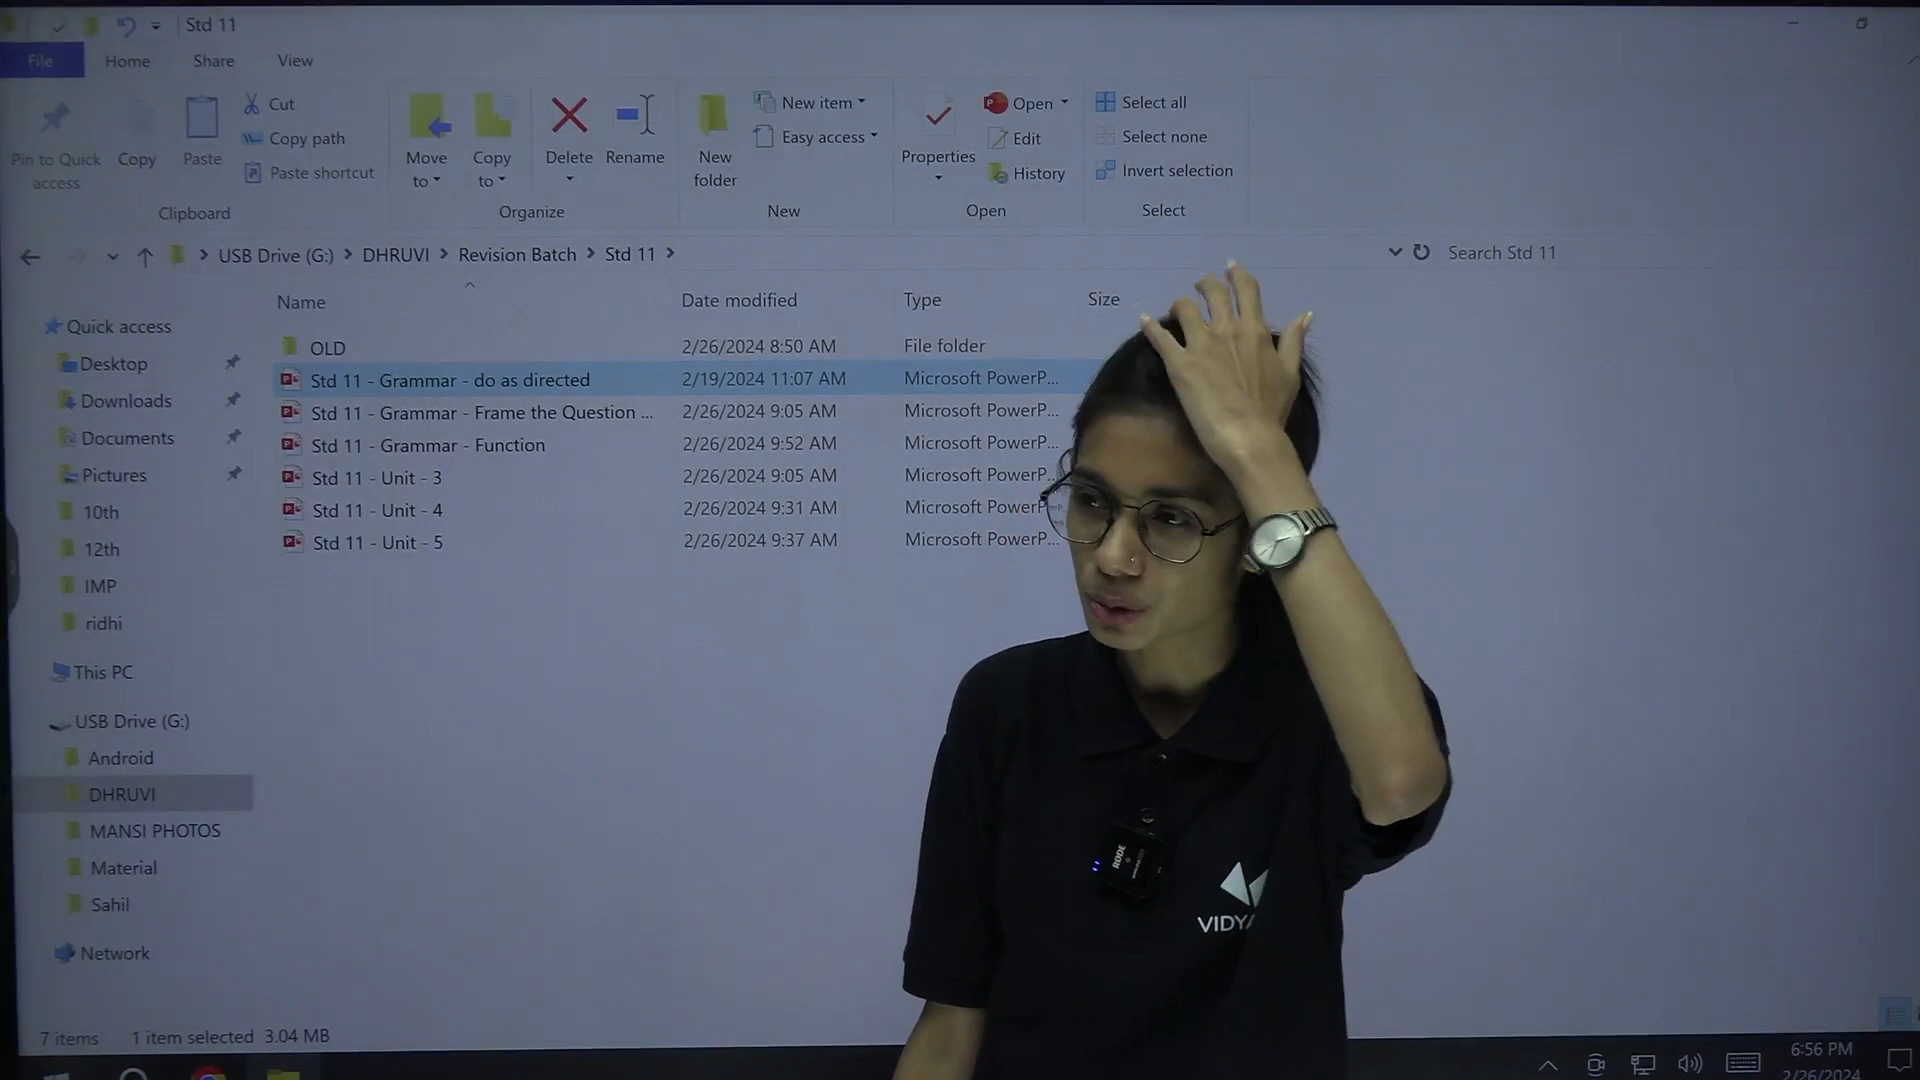 Std 11
File Home Share View
Pin to Quick access
Copy
Paste
Cut
Copy path
Paste shortcut
Clipboard
Move to
Copy to
Delete
Rename
Organize
New folder
New item
Easy access
New
Properties
Open
Edit
History
Open
Select all
Select none
Invert selection
Select
USB Drive (G:) > DHRUVI > Revision Batch > Std 11 >
Search Std 11
Name Date modified Type Size
OLD 2/26/2024 8:50 AM File folder
Std 11 - Grammar - do as directed 2/19/2024 11:07 AM Microsoft PowerP...
Std 11 - Grammar - Frame the Question ... 2/26/2024 9:05 AM Microsoft PowerP...
Std 11 - Grammar - Function 2/26/2024 9:52 AM Microsoft PowerP...
Std 11 - Unit - 3 2/26/2024 9:05 AM Microsoft PowerP...
Std 11 - Unit - 4 2/26/2024 9:31 AM Microsoft PowerP
Std 11 - Unit - 5 2/26/2024 9:37 AM Microsoft PowerP...
Quick access
Desktop
Downloads
Documents
Pictures
10th
12th
IMP
ridhi
This PC
USB Drive (G:)
Android
DHRUVI
MANSI PHOTOS
Material
Sahil
Network
RØDE
VIDYA
7 items 1 item selected 3.04 MB
6:56 PM
2/26/2024